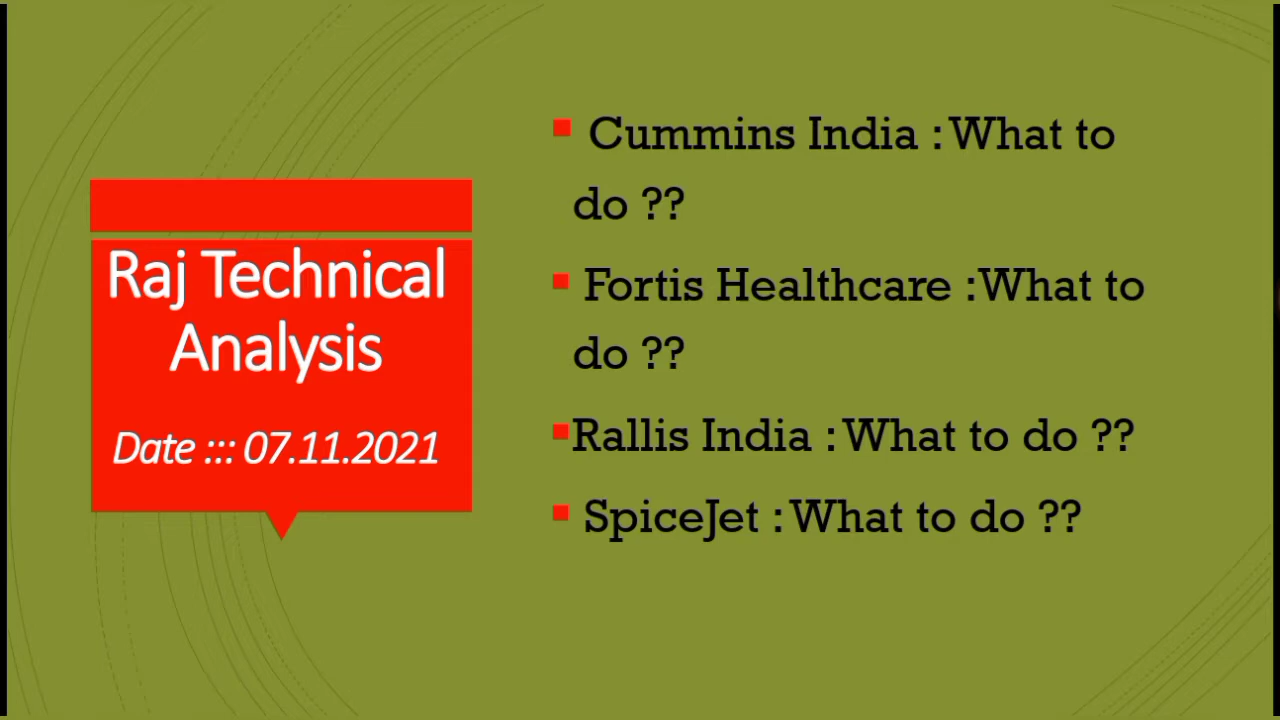 Raj Technical
Analysis
Date ::: 07.11.2021
Cummins India : What to
do ??
Fortis Healthcare :What to
do ??
Rallis India : What to do ??
SpiceJet : What to do ??